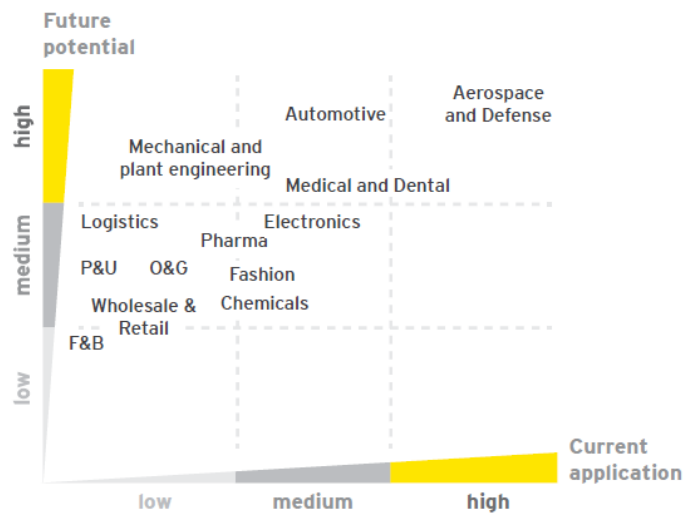 Future
potential
high
medium
low
Aerospace
and Defense
Automotive
Mechanical and
plant engineering
Medical and Dental
Logistics
Electronics
Pharma
P&U
O&G
Fashion
Wholesale &
Retail
Chemicals
F&B
Current
application
low
medium
high